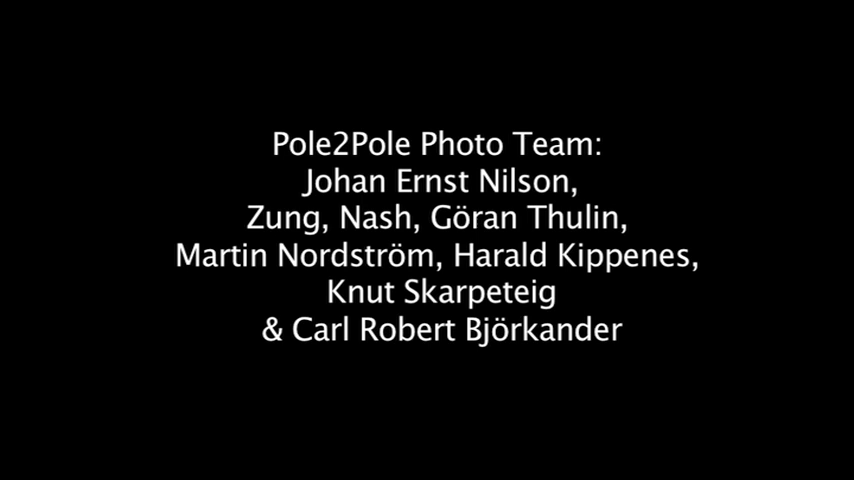 Pole2Pole Photo Team:
Johan Ernst Nilson,
Zung, Nash, Göran Thulin,
Martin Nordström, Harald Kippenes,
Knut Skarpeteig
& Carl Robert Björkander